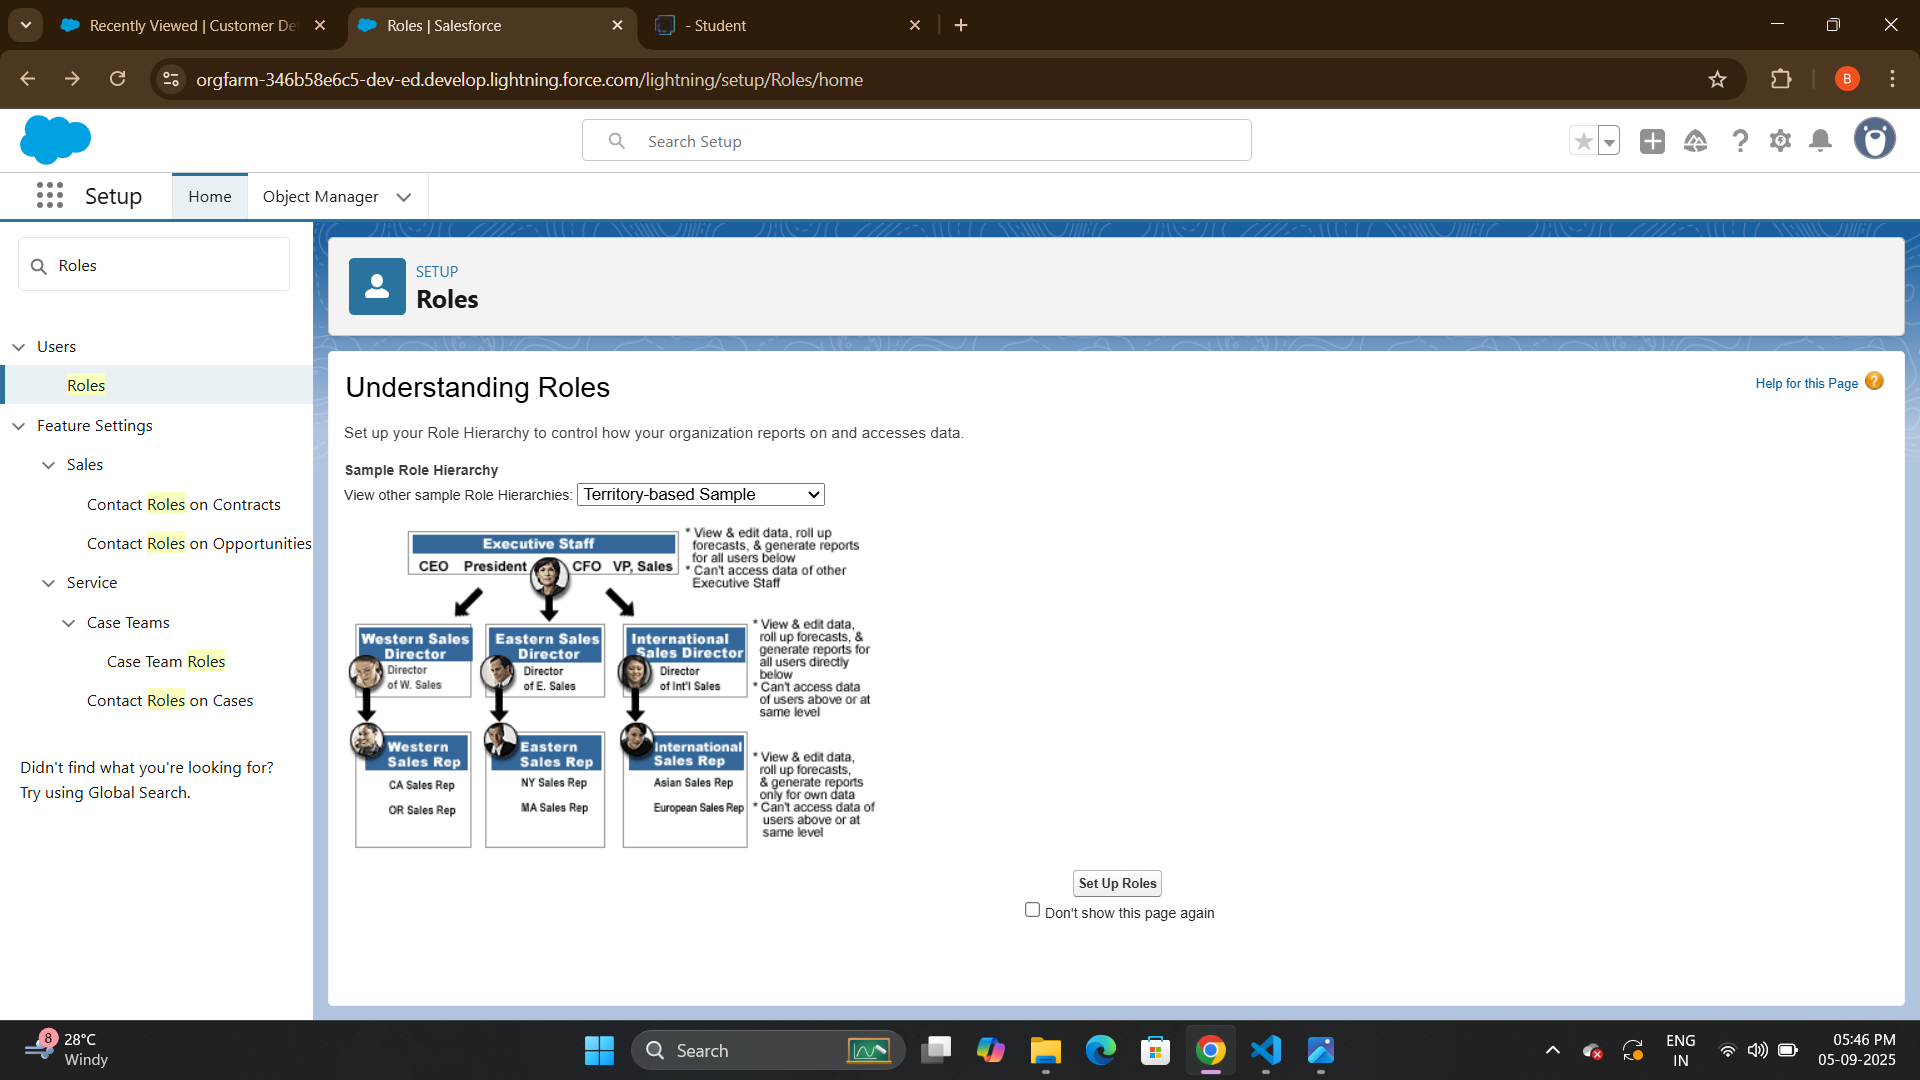 Recently Viewed | Customer De
Roles | Salesforce
- Student
orgfarm-346b58e6c5-dev-ed.develop.lightning.force.com/lightning/setup/Roles/home
B
Search Setup
Setup
Home
Object Manager
Roles
Users
Roles
Feature Settings
Sales
Contact Roles on Contracts
Contact Roles on Opportunities
Service
Case Teams
Case Team Roles
Contact Roles on Cases
Didn't find what you're looking for?
Try using Global Search.
SETUP
Roles
Understanding Roles
Help for this Page
Set up your Role Hierarchy to control how your organization reports on and accesses data.
Sample Role Hierarchy
View other sample Role Hierarchies: Territory-based Sample
Executive Staff
CEO President CFO VP, Sales
* View & edit data, roll up
forecasts, & generate reports
for all users below
* Can't access data of other
Executive Staff
Western Sales
Director
Director
of W. Sales
Eastern Sales
Director
Director
of E. Sales
International
Sales Director
Director
of Int'l Sales
* View & edit data,
roll up forecasts, &
generate reports for
all users directly
below
* Can't access data
of users above or at
same level
Western
Sales Rep
CA Sales Rep
OR Sales Rep
Eastern
Sales Rep
NY Sales Rep
MA Sales Rep
International
Sales Rep
Asian Sales Rep
European Sales Rep
* View & edit data,
roll up forecasts,
& generate reports
only for own data
* Can't access data of
users above or at
same level
Set Up Roles
Don't show this page again
8
28°C
Windy
Search
ENG
IN
05:46 PM
05-09-2025